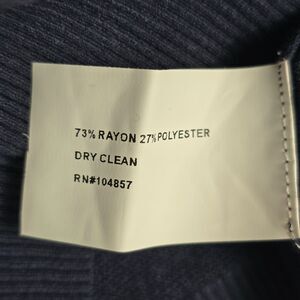 73% RAYON 27% POLYESTER
DRY CLEAN
RN#104857